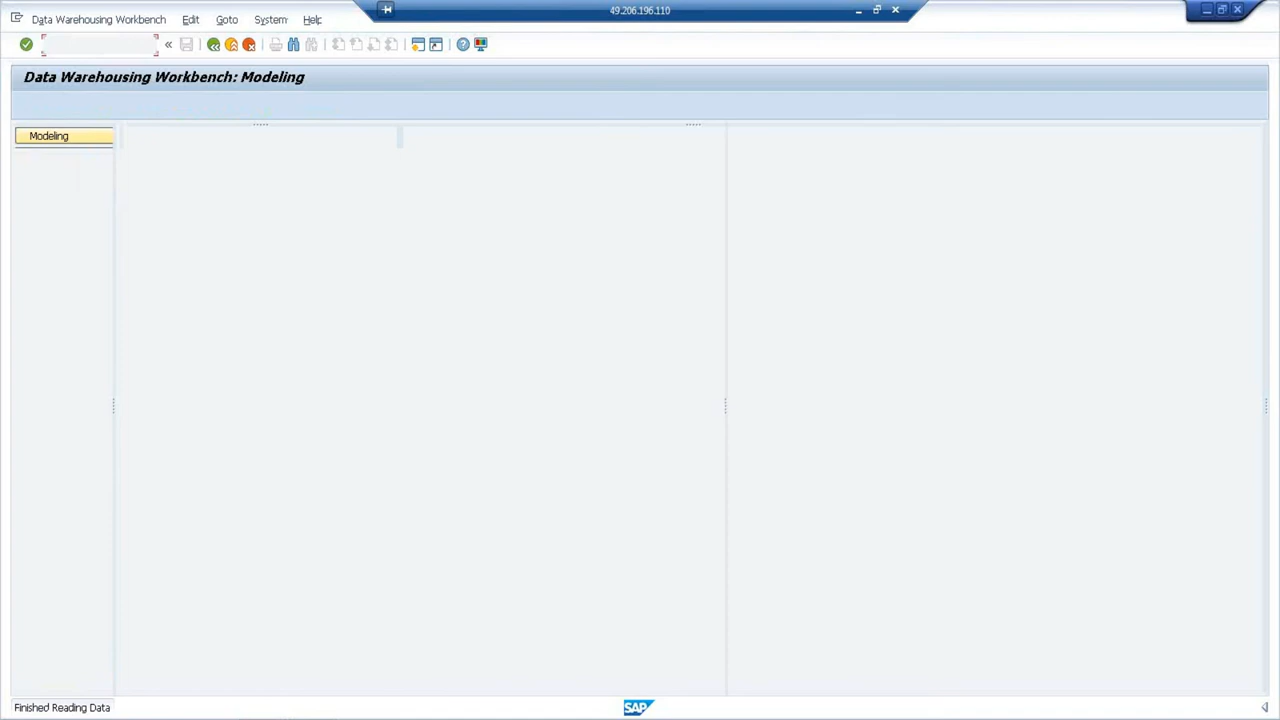 49.206.196.110
Data Warehousing Workbench Edit Goto System Help
Data Warehousing Workbench: Modeling
Modeling
Finished Reading Data
SAP